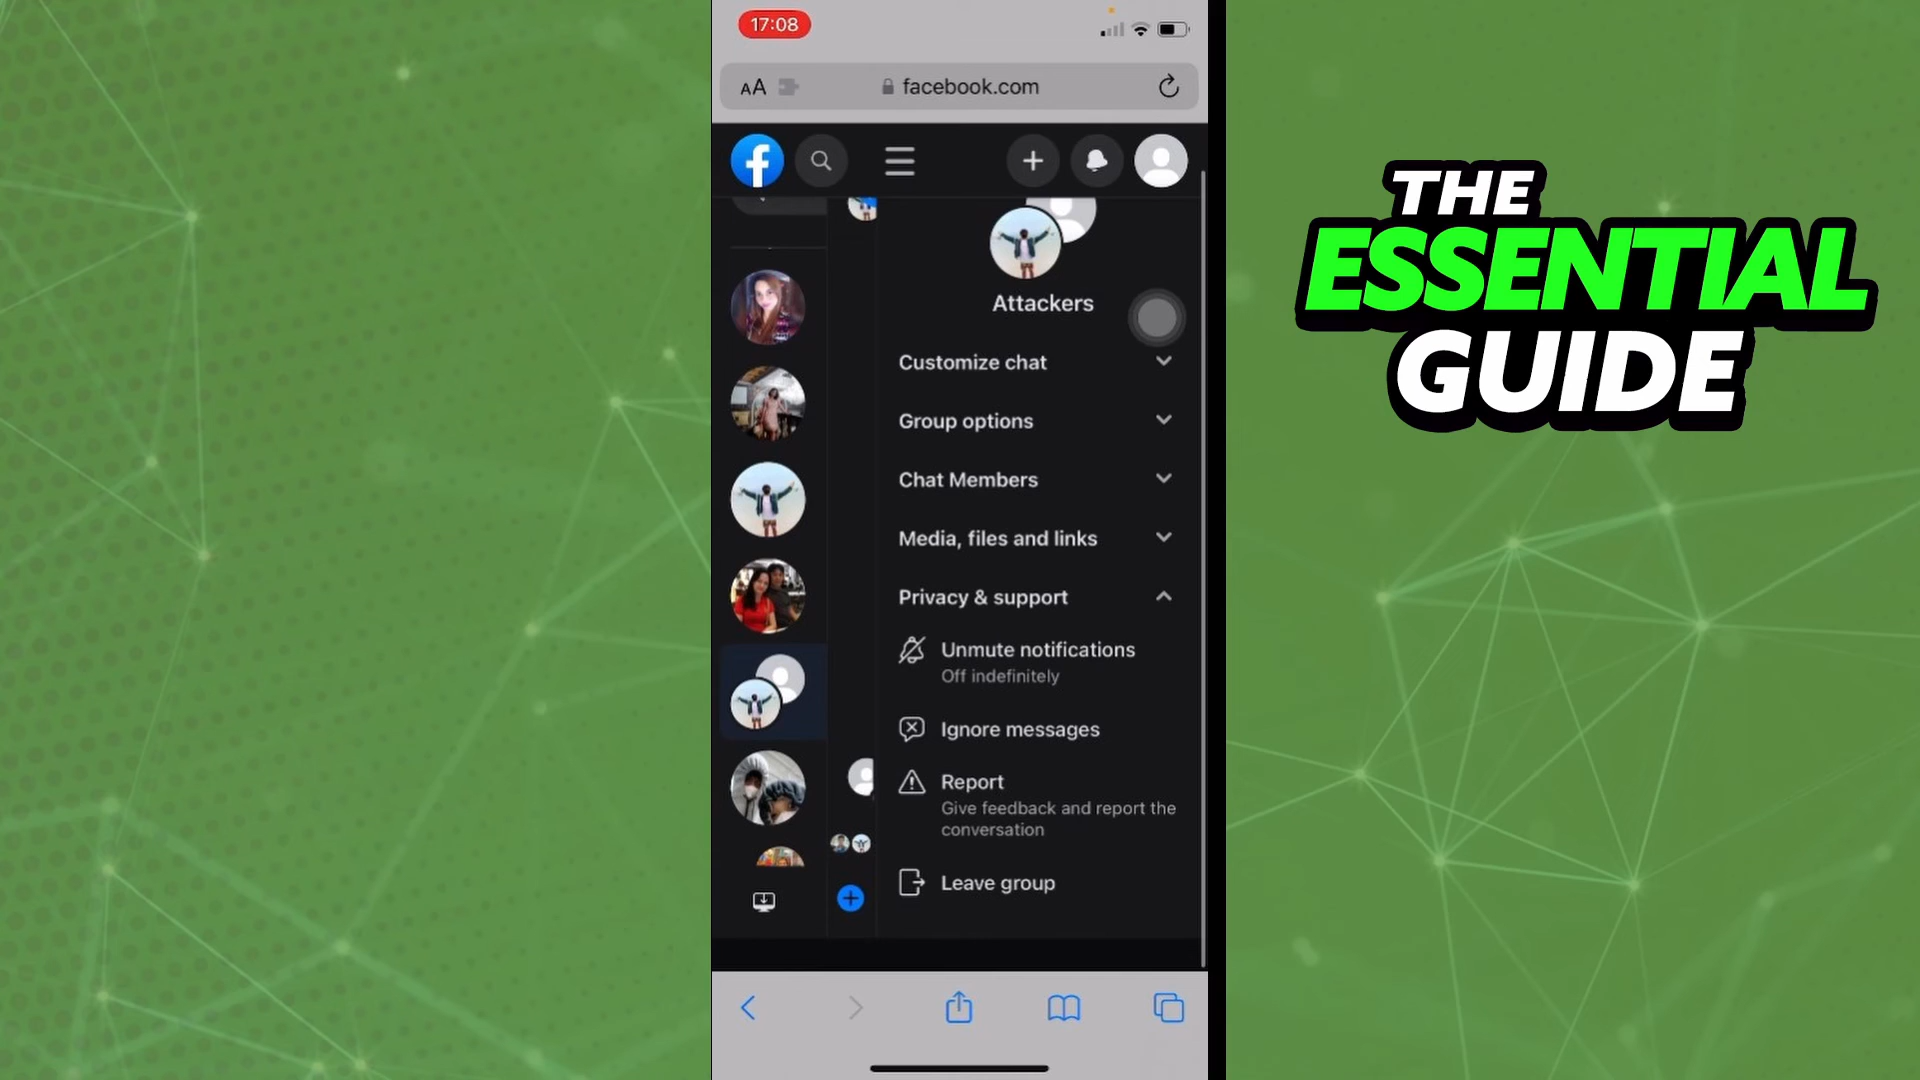 17:08
AA
facebook.com
Attackers
Customize chat
Group options
Chat Members
Media, files and links
Privacy & support
Unmute notifications
Off indefinitely
Ignore messages
Report
Give feedback and report the
conversation
Leave group
THE
ESSENTIAL
GUIDE